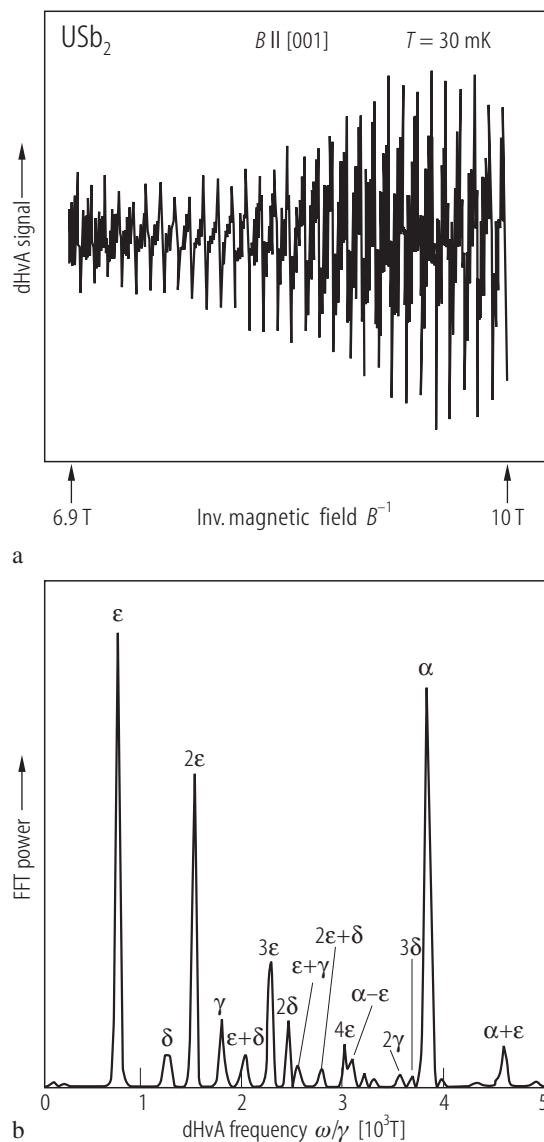 USb₂
B II [001]
T = 30 mK
dHvA signal
6.9 T
Inv. magnetic field B⁻¹
10 T
a
ε
α
2ε
FFT power
3ε
2ε+δ
ε+γ
3δ
γ
2δ
α–ε
δ
ε+δ
4ε
2γ
α+ε
0
1
2
3
4
5
b
dHvA frequency ω/γ [10³T]